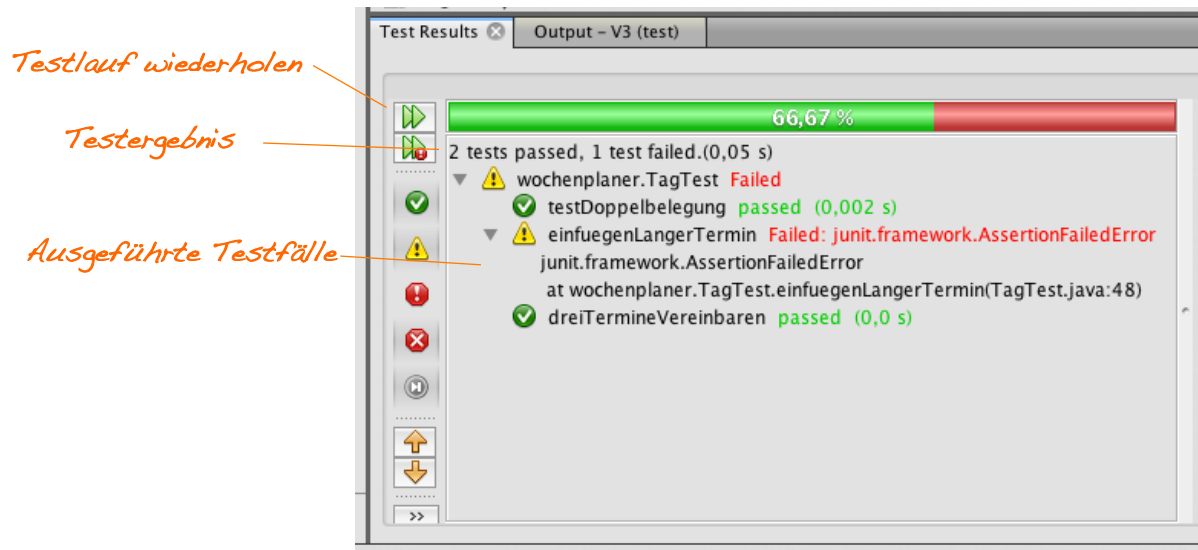 Test Results
Output – V3 (test)
Testlauf wiederholen
66,67 %
Testergebnis
2 tests passed, 1 test failed.(0,05 s)
wochenplaner.TagTest Failed
testDoppelbelegung passed (0,002 s)
Ausgeführte Testfälle
einfuegenLangerTermin Failed: junit.framework.AssertionFailedError
junit.framework.AssertionFailedError
at wochenplaner.TagTest.einfuegenLangerTermin(TagTest.java:48)
dreiTermineVereinbaren passed (0,0 s)
>>